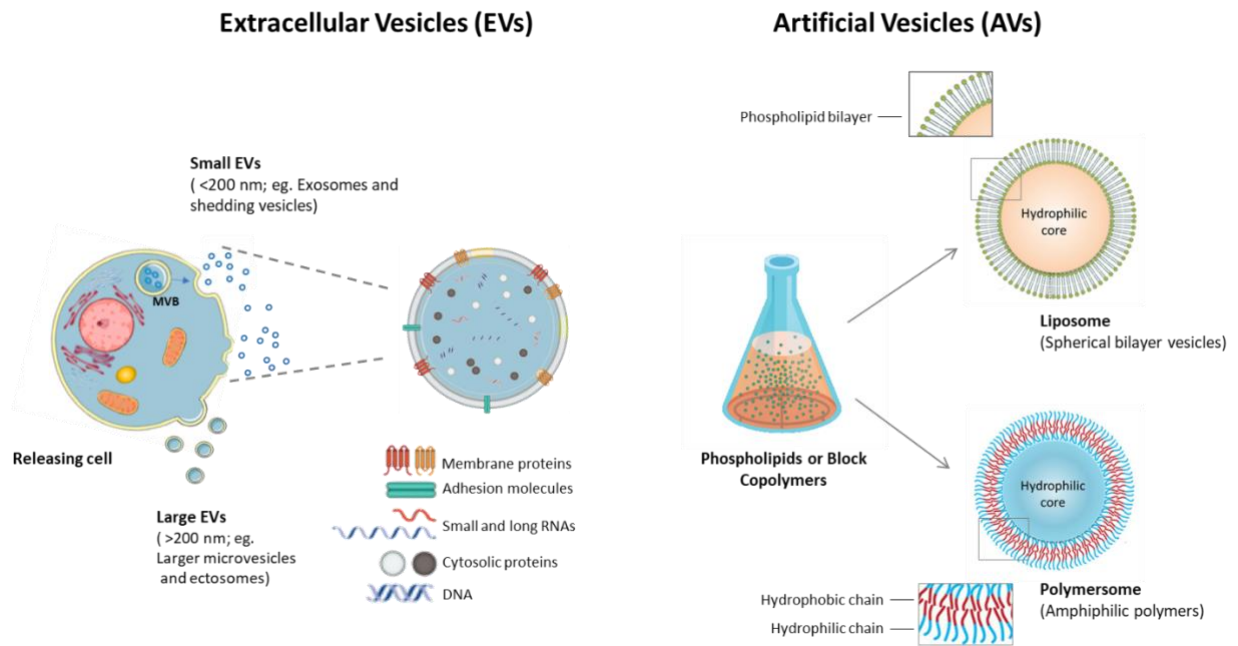 Extracellular Vesicles (EVs)
Small EVs
( <200 nm; eg. Exosomes and
shedding vesicles)
MVB
Releasing cell
Large EVs
( >200 nm; eg.
Larger microvesicles
and ectosomes)
Membrane proteins
Adhesion molecules
Small and long RNAs
Cytosolic proteins
DNA
Artificial Vesicles (AVs)
Phospholipid bilayer
Hydrophilic
core
Liposome
(Spherical bilayer vesicles)
Phospholipids or Block
Copolymers
Hydrophilic
core
Polymersome
(Amphiphilic polymers)
Hydrophobic chain
Hydrophilic chain